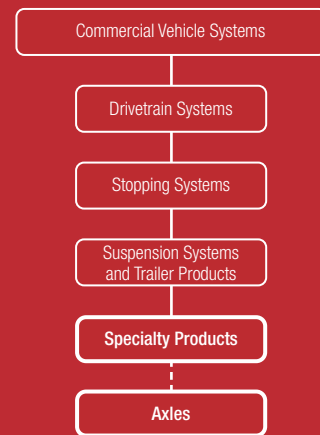 Commercial Vehicle Systems
Drivetrain Systems
Stopping Systems
Suspension Systems
and Trailer Products
Specialty Products
Axles